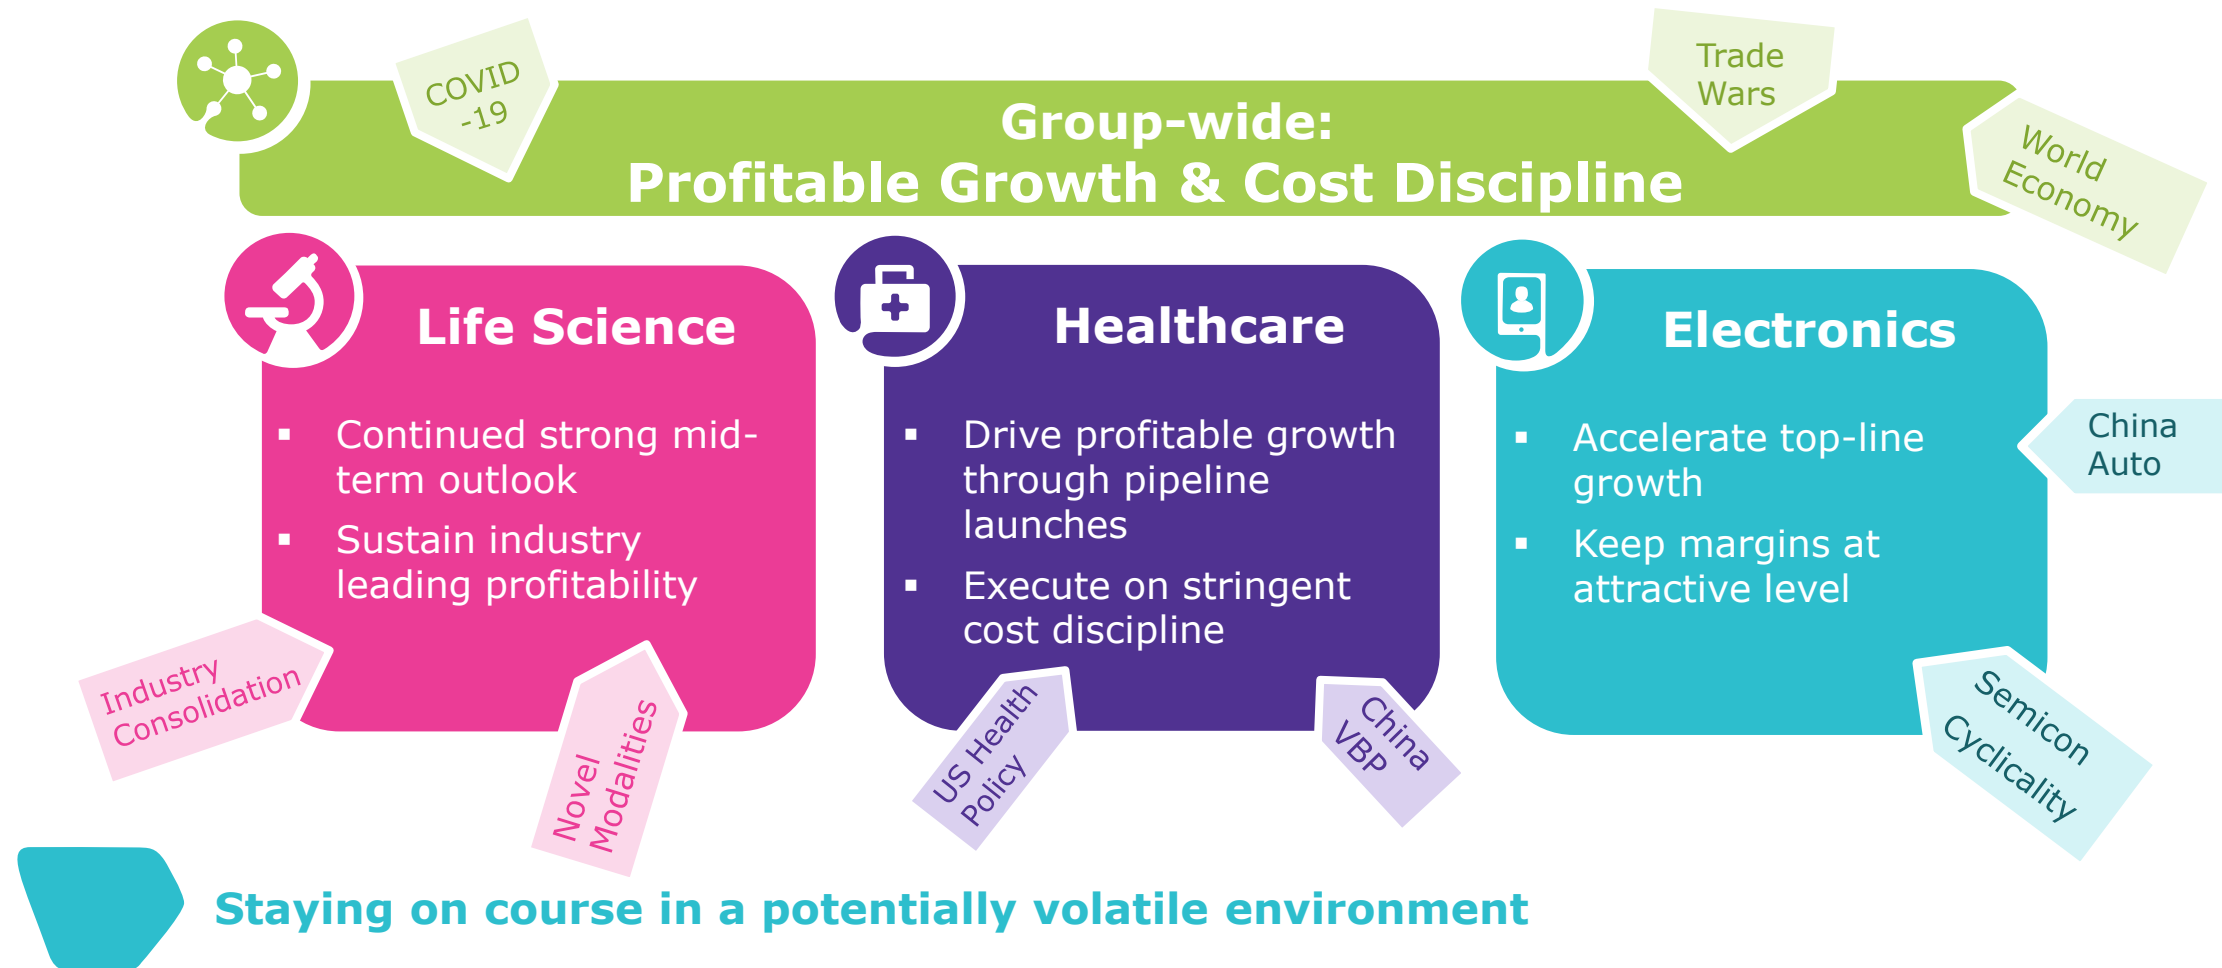 COVID
-19
Trade
Wars
World
Economy
Group-wide:
Profitable Growth & Cost Discipline
Life Science
▪ Continued strong mid-
term outlook
▪ Sustain industry
leading profitability
Industry
Consolidation
Novel
Modalities
Healthcare
▪ Drive profitable growth
through pipeline
launches
▪ Execute on stringent
cost discipline
US Health
Policy
China
VBP
Electronics
▪ Accelerate top-line
growth
▪ Keep margins at
attractive level
China
Auto
Semicon
Cyclicality
Staying on course in a potentially volatile environment